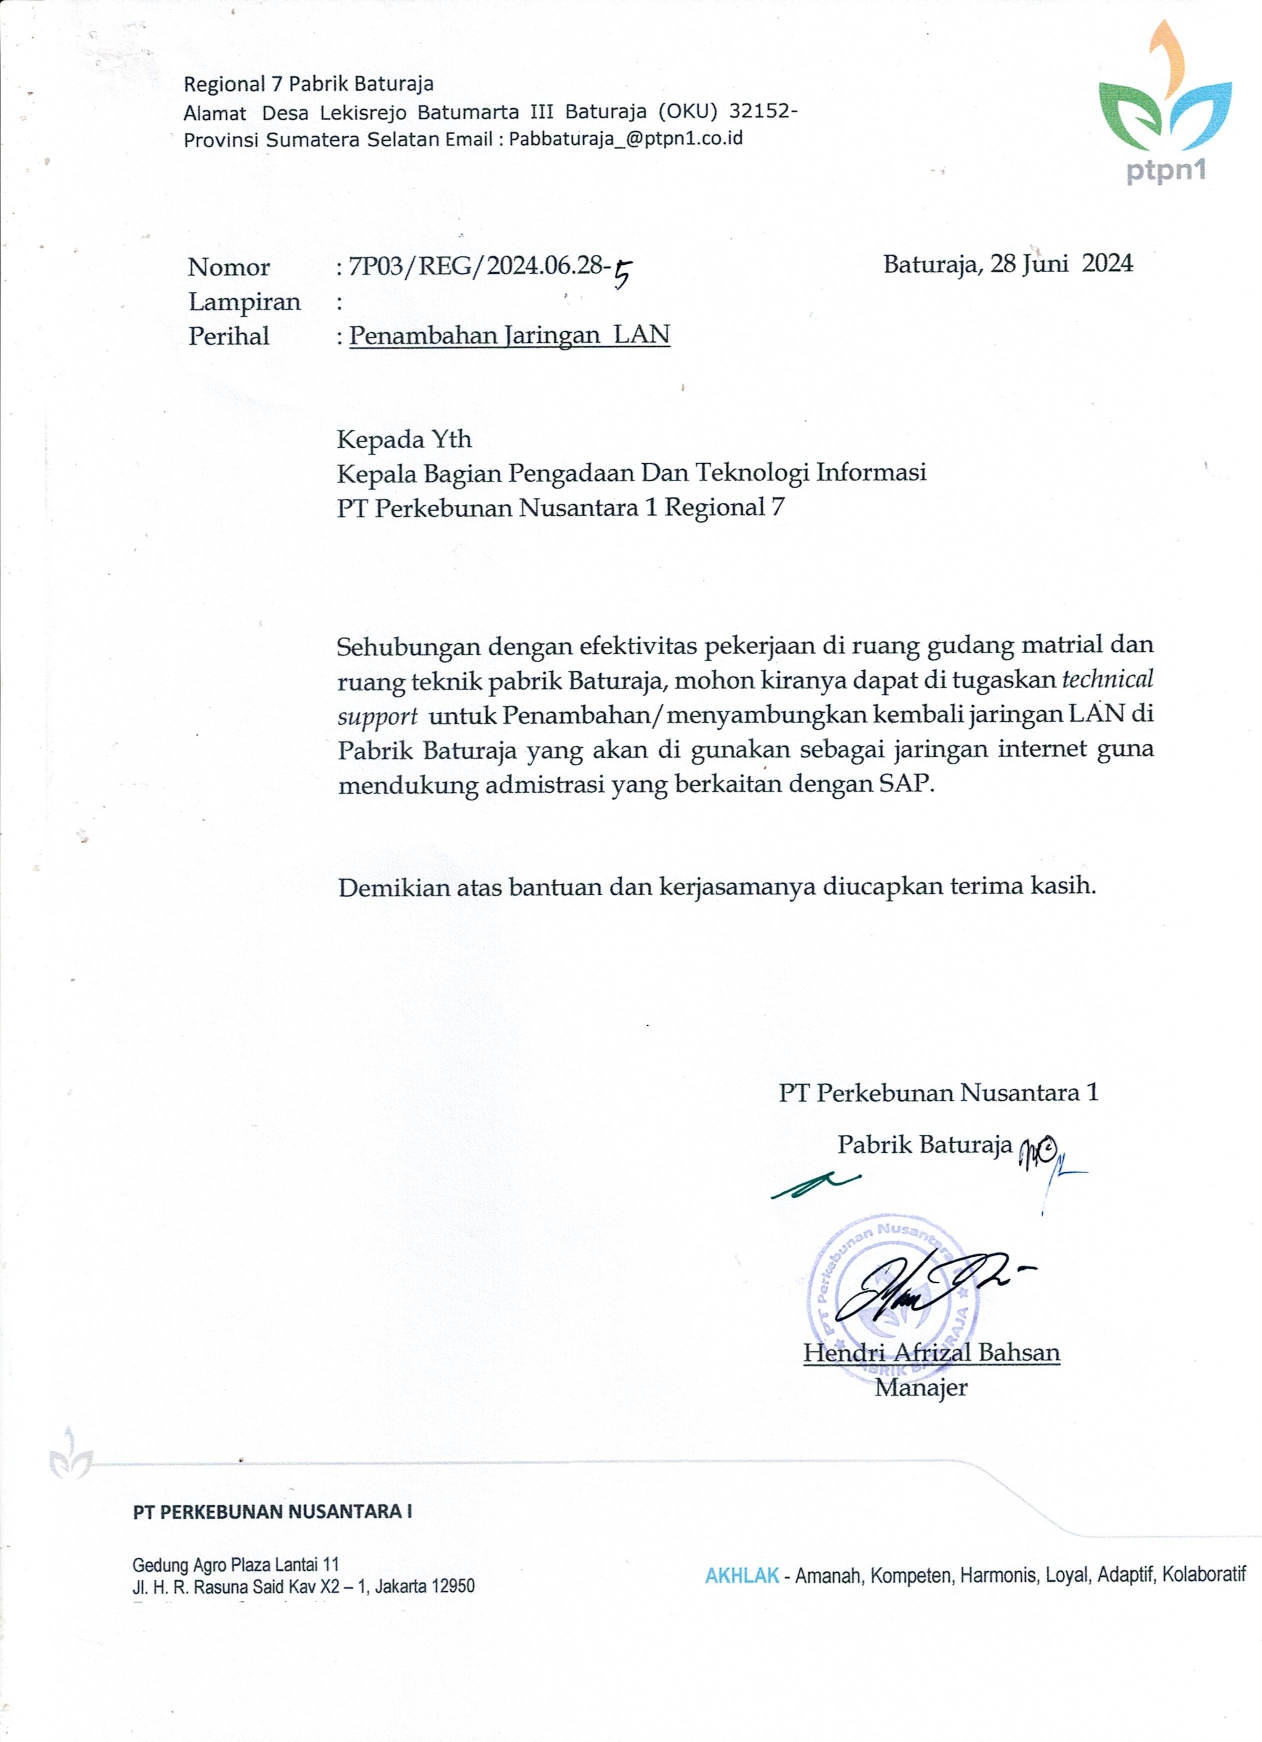 Regional 7 Pabrik Baturaja
Alamat Desa Lekisrejo Batumarta III Baturaja (OKU) 32152-
Provinsi Sumatera Selatan Email : Pabbaturaja_@ptpn1.co.id
ptpn1
Nomor : 7P03/REG/2024.06.28-5 Baturaja, 28 Juni 2024
Lampiran :
Perihal : Penambahan Jaringan LAN
Kepada Yth
Kepala Bagian Pengadaan Dan Teknologi Informasi
PT Perkebunan Nusantara 1 Regional 7
Sehubungan dengan efektivitas pekerjaan di ruang gudang matrial dan
ruang teknik pabrik Baturaja, mohon kiranya dapat di tugaskan technical
support untuk Penambahan/menyambungkan kembali jaringan LAN di
Pabrik Baturaja yang akan di gunakan sebagai jaringan internet guna
mendukung admistrasi yang berkaitan dengan SAP.
Demikian atas bantuan dan kerjasamanya diucapkan terima kasih.
PT Perkebunan Nusantara 1
Pabrik Baturaja
PT Perkebunan Nusantara
PABRIK BATURAJA
Hendri Afrizal Bahsan
Manajer
PT PERKEBUNAN NUSANTARA I
Gedung Agro Plaza Lantai 11
Jl. H. R. Rasuna Said Kav X2 – 1, Jakarta 12950
AKHLAK - Amanah, Kompeten, Harmonis, Loyal, Adaptif, Kolaboratif